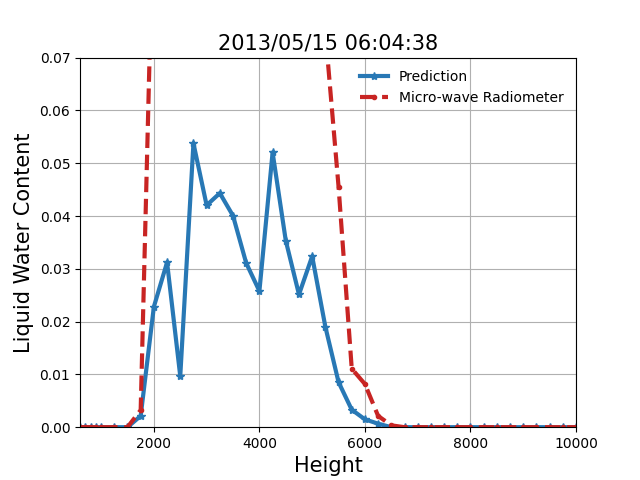 2013/05/15 06:04:38
0.07
0.06
0.05
0.04
0.03
0.02
0.01
0.00
Liquid Water Content
Prediction
Micro-wave Radiometer
2000 4000 6000 8000 10000
Height